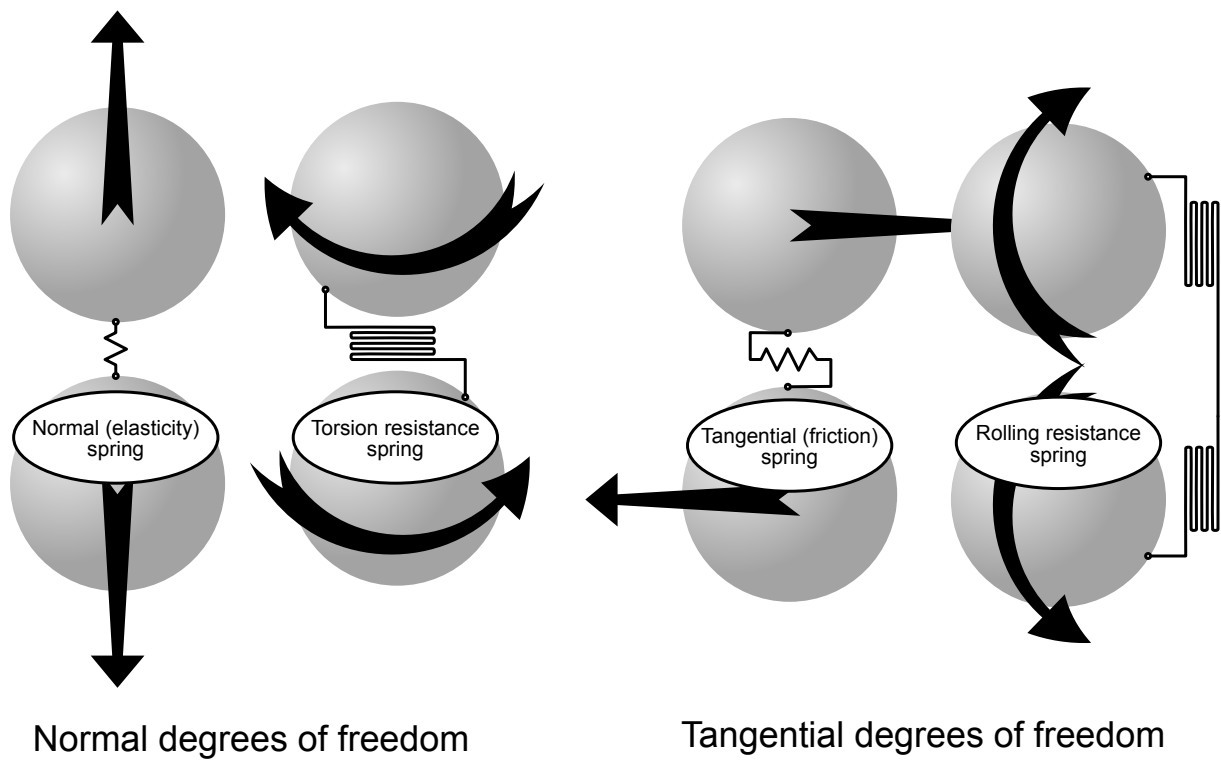 Normal (elasticity)
spring
Torsion resistance
spring
Tangential (friction)
spring
Rolling resistance
spring
Normal degrees of freedom
Tangential degrees of freedom